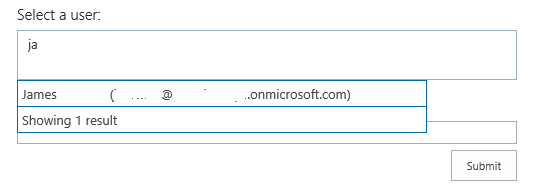 Select a user:
ja
James ( @ .onmicrosoft.com)
Showing 1 result
Submit